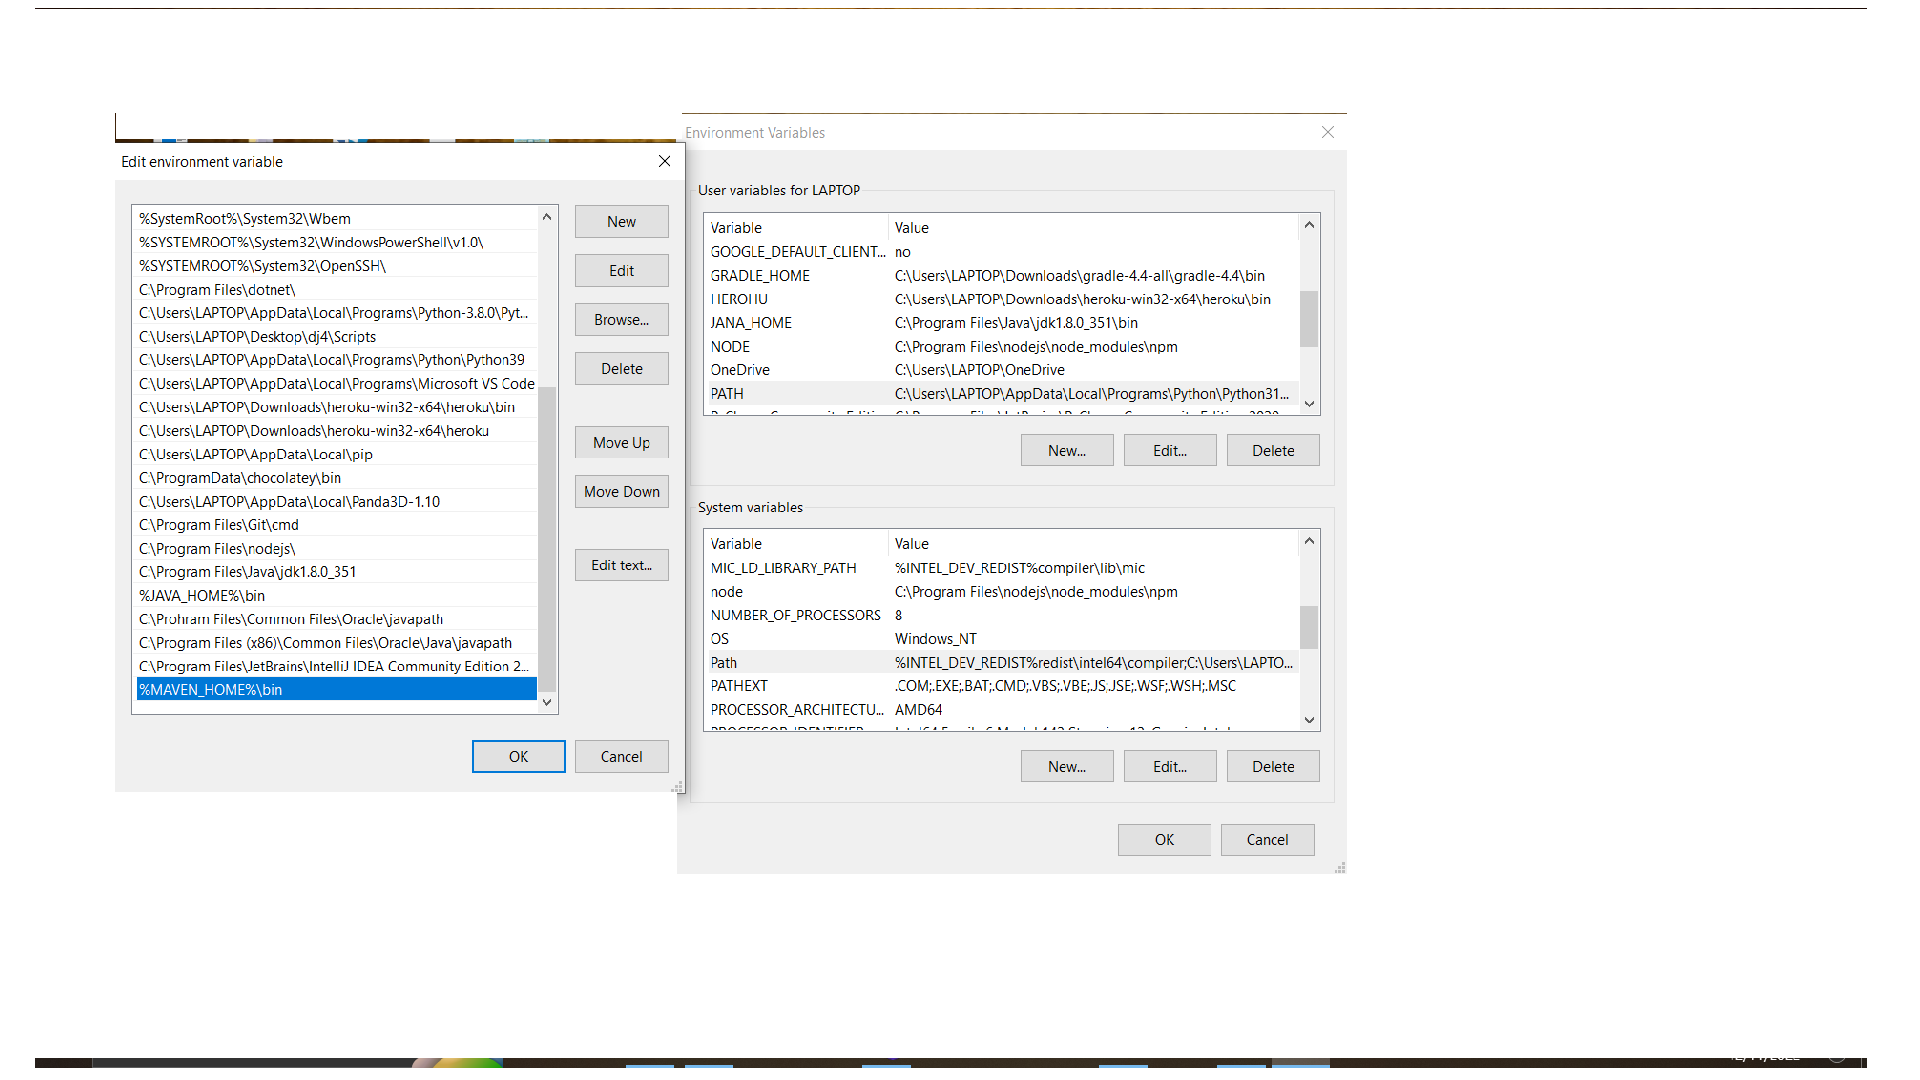 Edit environment variable
%SystemRoot%\System32\Wbem
%SYSTEMROOT%\System32\WindowsPowerShell\v1.0\
%SYSTEMROOT%\System32\OpenSSH\
C:\Program Files\dotnet\
C:\Users\LAPTOP\AppData\Local\Programs\Python-3.8.0\Pyt...
C:\Users\LAPTOP\Desktop\dj4\Scripts
C:\Users\LAPTOP\AppData\Local\Programs\Python\Python39
C:\Users\LAPTOP\AppData\Local\Programs\Microsoft VS Code
C:\Users\LAPTOP\Downloads\heroku-win32-x64\heroku\bin
C:\Users\LAPTOP\Downloads\heroku-win32-x64\heroku
C:\Users\LAPTOP\AppData\Local\pip
C:\ProgramData\chocolatey\bin
C:\Users\LAPTOP\AppData\Local\Panda3D-1.10
C:\Program Files\Git\cmd
C:\Program Files\nodejs\
C:\Program Files\Java\jdk1.8.0_351
%JAVA_HOME%\bin
C:\Prohram Files\Common Files\Oracle\javapath
C:\Program Files (x86)\Common Files\Oracle\Java\javapath
C:\Program Files\JetBrains\IntelliJ IDEA Community Edition 2...
%MAVEN_HOME%\bin
New
Edit
Browse...
Delete
Move Up
Move Down
Edit text...
OK
Cancel
Environment Variables
User variables for LAPTOP
Variable Value
GOOGLE_DEFAULT_CLIENT... no
GRADLE_HOME C:\Users\LAPTOP\Downloads\gradle-4.4-all\gradle-4.4\bin
HEROHU C:\Users\LAPTOP\Downloads\heroku-win32-x64\heroku\bin
JANA_HOME C:\Program Files\Java\jdk1.8.0_351\bin
NODE C:\Program Files\nodejs\node_modules\npm
OneDrive C:\Users\LAPTOP\OneDrive
PATH C:\Users\LAPTOP\AppData\Local\Programs\Python\Python31...
New... Edit... Delete
System variables
Variable Value
MIC_LD_LIBRARY_PATH %INTEL_DEV_REDIST%compiler\lib\mic
node C:\Program Files\nodejs\node_modules\npm
NUMBER_OF_PROCESSORS 8
OS Windows_NT
Path %INTEL_DEV_REDIST%redist\intel64\compiler;C:\Users\LAPTO...
PATHEXT .COM;.EXE;.BAT;.CMD;.VBS;.VBE;.JS;.JSE;.WSF;.WSH;.MSC
PROCESSOR_ARCHITECTU... AMD64
New... Edit... Delete
OK Cancel